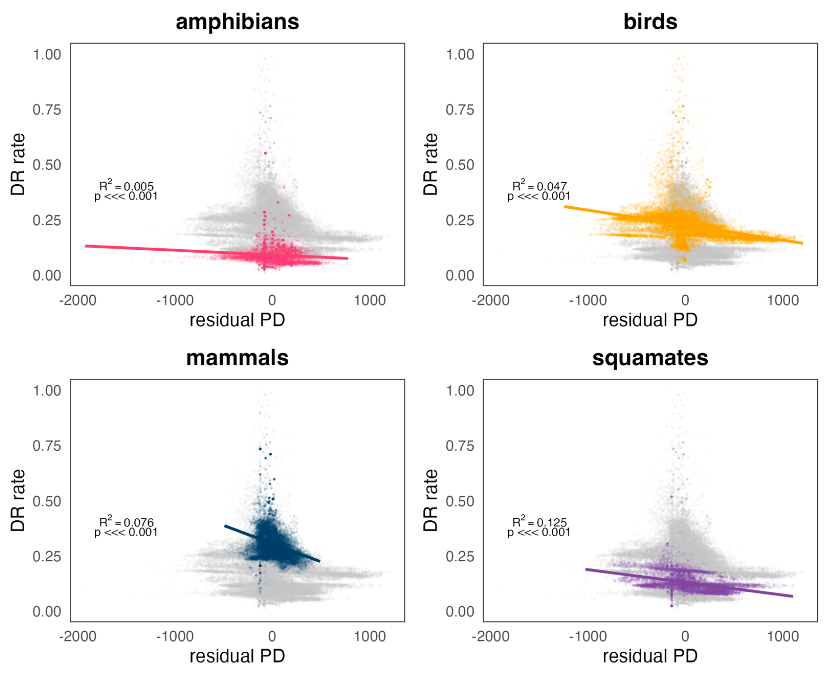 amphibians
1.00
0.75
0.50
0.25
0.00
DR rate
R² = 0.005
p <<< 0.001
-2000 -1000 0 1000
residual PD
birds
1.00
0.75
0.50
0.25
0.00
DR rate
R² = 0.047
p <<< 0.001
-2000 -1000 0 1000
residual PD
mammals
1.00
0.75
0.50
0.25
0.00
DR rate
R² = 0.076
p <<< 0.001
-2000 -1000 0 1000
residual PD
squamates
1.00
0.75
0.50
0.25
0.00
DR rate
R² = 0.125
p <<< 0.001
-2000 -1000 0 1000
residual PD